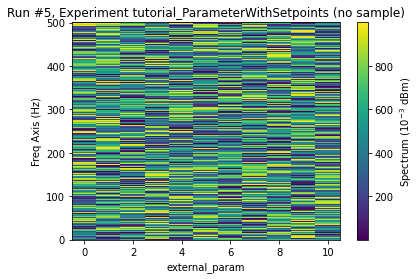 Run #5, Experiment tutorial_ParameterWithSetpoints (no sample)
500
400
300
200
100
0
Freq Axis (Hz)
0 2 4 6 8 10
external_param
800
600
400
200
Spectrum (10⁻³ dBm)